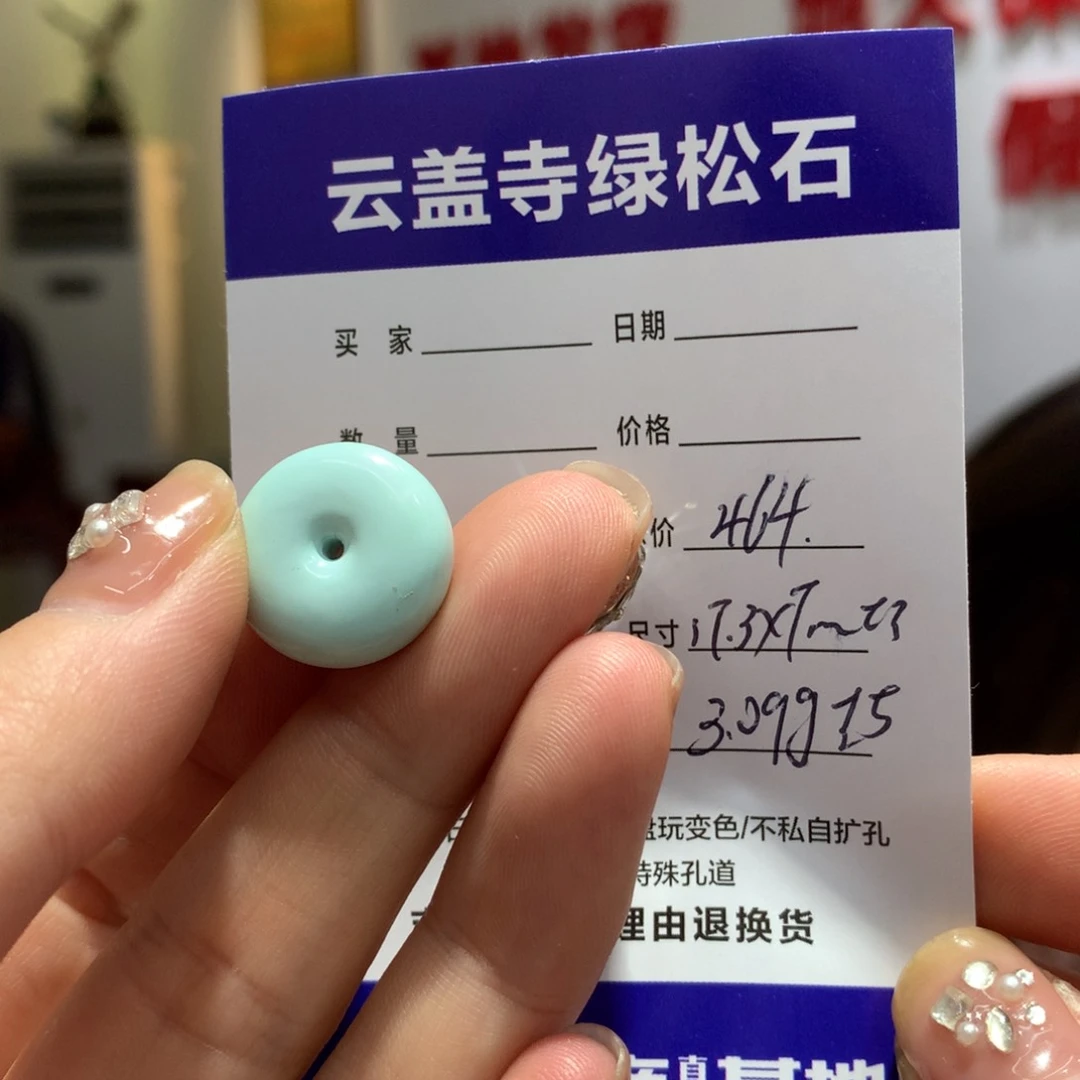 云盖寺绿松石
买 家 日期
数 量 价格
价 464.
尺寸 17.3X7mm
3.09g 15
盘玩变色/不私自扩孔
特殊孔道
理由退换货
基地